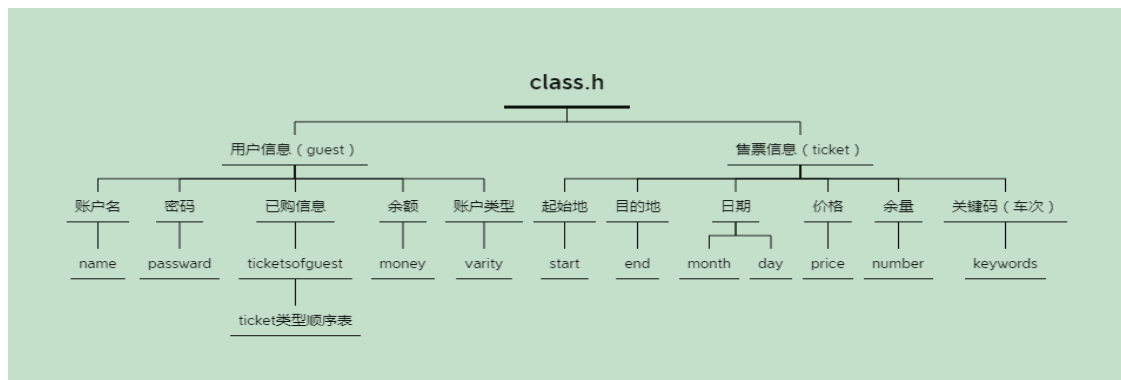 class.h
用户信息（guest）
售票信息（ticket）
账户名 密码 已购信息 余额 账户类型 起始地 目的地 日期 价格 余量 关键码（车次）
name passward ticketsofguest money varity start end month day price number keywords
ticket类型顺序表